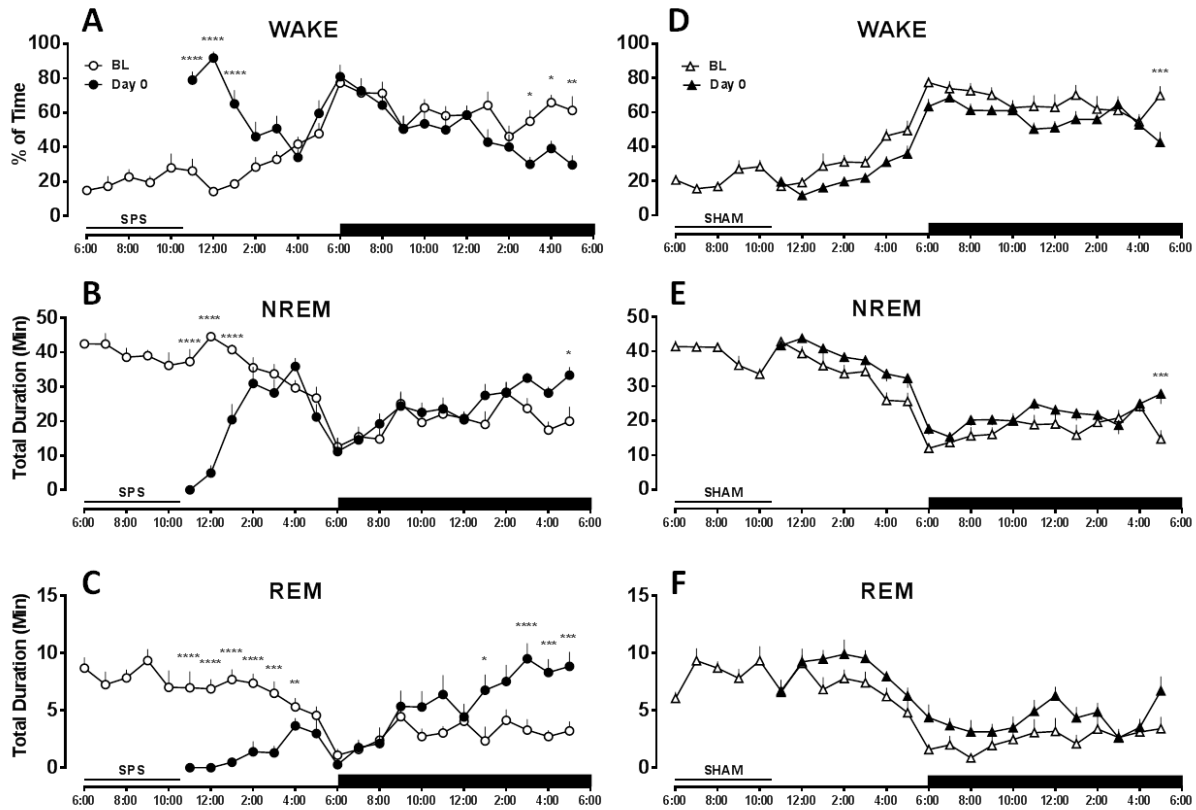 A
WAKE
BL
Day 0
**** **** **** * * **
% of Time
100
80
60
40
20
0
SPS
6:00 8:00 10:00 12:00 2:00 4:00 6:00 8:00 10:00 12:00 2:00 4:00 6:00
D
WAKE
BL
Day 0
***
100
80
60
40
20
0
SHAM
6:00 8:00 10:00 12:00 2:00 4:00 6:00 8:00 10:00 12:00 2:00 4:00 6:00
B
NREM
**** **** **** *
Total Duration (Min)
50
40
30
20
10
0
SPS
6:00 8:00 10:00 12:00 2:00 4:00 6:00 8:00 10:00 12:00 2:00 4:00 6:00
E
NREM
***
50
40
30
20
10
0
SHAM
6:00 8:00 10:00 12:00 2:00 4:00 6:00 8:00 10:00 12:00 2:00 4:00 6:00
C
REM
**** **** **** **** *** ** * **** *** ***
Total Duration (Min)
15
10
5
0
SPS
6:00 8:00 10:00 12:00 2:00 4:00 6:00 8:00 10:00 12:00 2:00 4:00 6:00
F
REM
15
10
5
0
SHAM
6:00 8:00 10:00 12:00 2:00 4:00 6:00 8:00 10:00 12:00 2:00 4:00 6:00